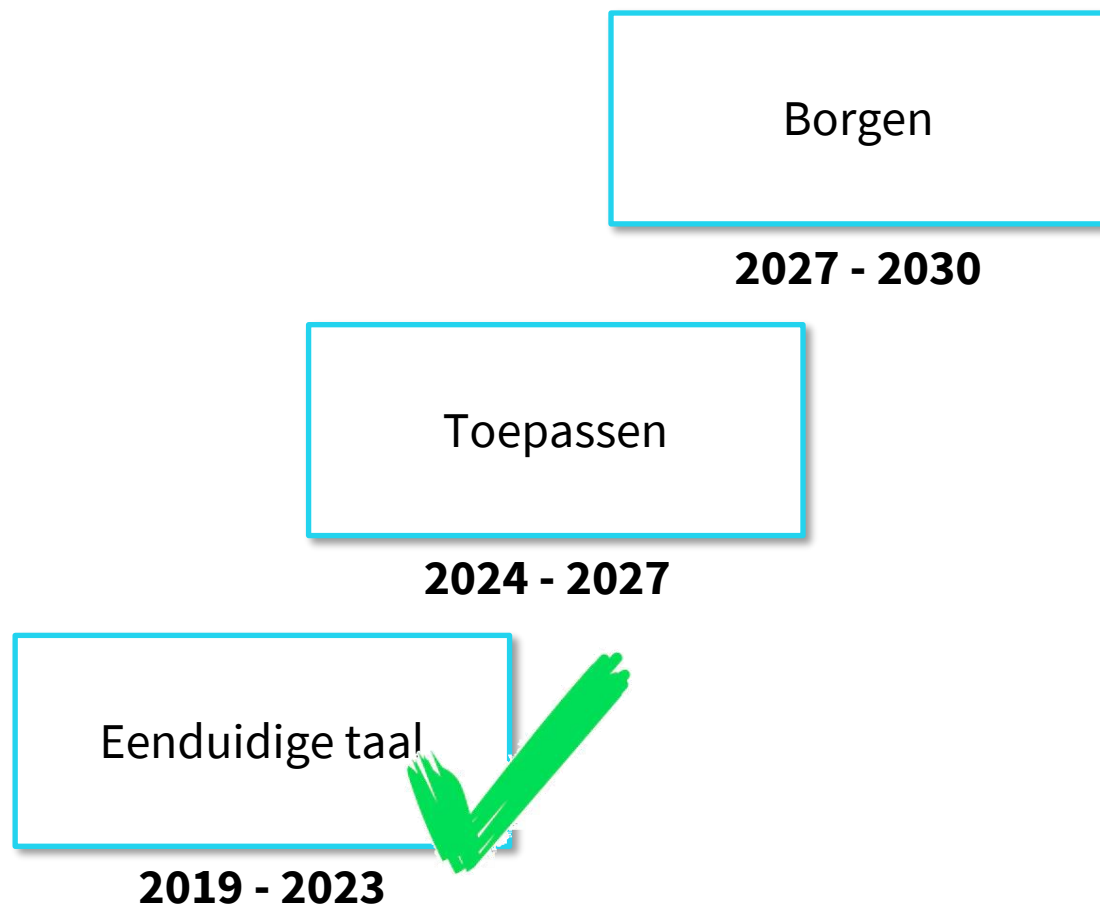 Borgen
2027 - 2030
Toepassen
2024 - 2027
Eenduidige taal
2019 - 2023